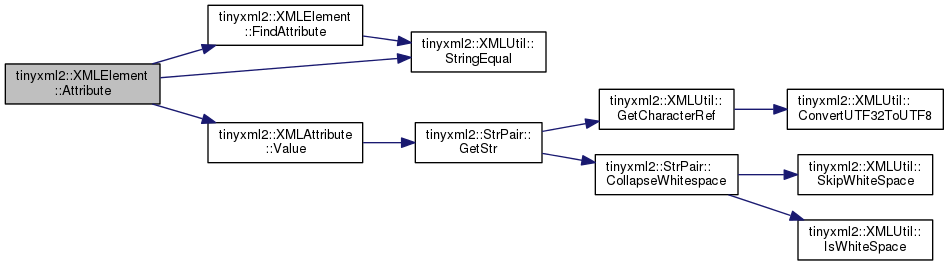 tinyxml2::XMLElement
::Attribute
tinyxml2::XMLElement
::FindAttribute
tinyxml2::XMLUtil::
StringEqual
tinyxml2::XMLAttribute
::Value
tinyxml2::StrPair::
GetStr
tinyxml2::XMLUtil::
GetCharacterRef
tinyxml2::XMLUtil::
ConvertUTF32ToUTF8
tinyxml2::StrPair::
CollapseWhitespace
tinyxml2::XMLUtil::
SkipWhiteSpace
tinyxml2::XMLUtil::
IsWhiteSpace